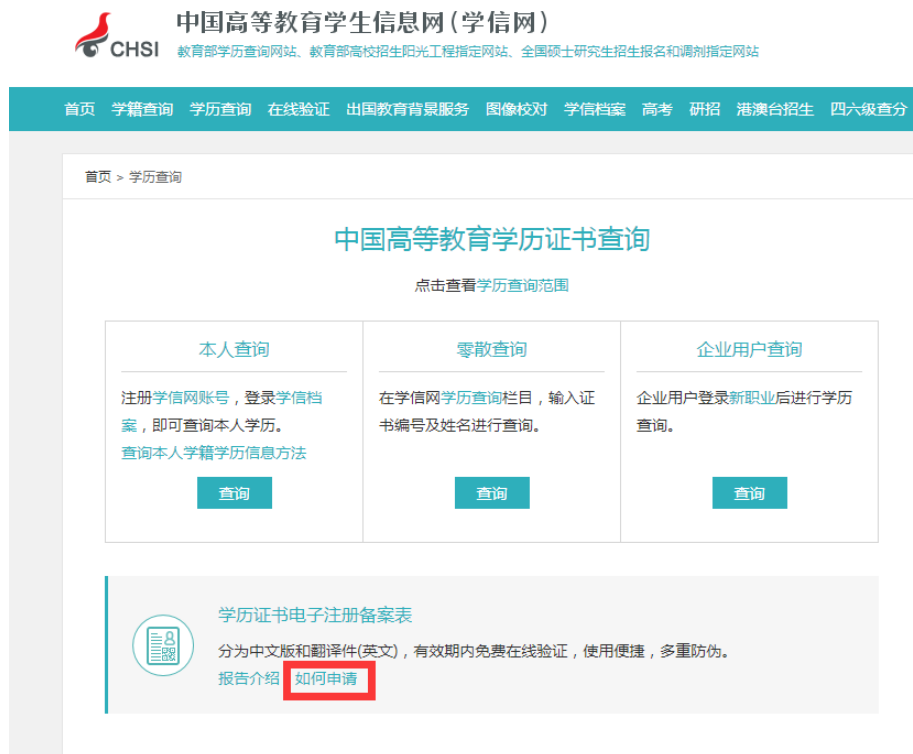 中国高等教育学生信息网(学信网)
CHSI 教育部学历查询网站、教育部高校招生阳光工程指定网站、全国硕士研究生招生报名和调剂指定网站
首页 学籍查询 学历查询 在线验证 出国教育背景服务 图像校对 学信档案 高考 研招 港澳台招生 四六级查分
首页 > 学历查询
中国高等教育学历证书查询
点击查看学历查询范围
本人查询
注册学信网账号，登录学信档
案，即可查询本人学历。
查询本人学籍学历信息方法
查询
零散查询
在学信网学历查询栏目，输入证
书编号及姓名进行查询。
查询
企业用户查询
企业用户登录新职业后进行学历
查询。
查询
学历证书电子注册备案表
分为中文版和翻译件(英文)，有效期内免费在线验证，使用便捷，多重防伪。
报告介绍 如何申请